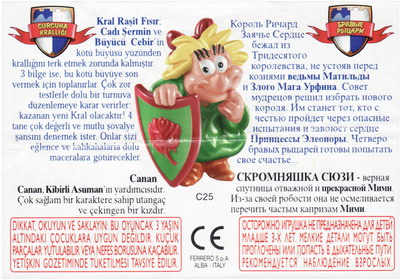 CURCUNA
KRALLIĞI
Kral Raşit Fısır,
Cadı Şermin ve
Büyücü Cebir'in
kötü büyüsü yüzünden
krallığını terk etmek zorunda kalmıştı.
3 bilge ise, bu kötü büyüye son
vermek için toplanırlar. Çok zor
testlerle dolu bir turnuva
düzenlemeye karar verirler:
kazanan yeni Kral olacaktır! 4
tane çok değerli ve mutlu şövalye
şansını denemek ister. Onlar sizi
eğlence ve kahkahalarla dolu
maceralara götürecekler.
Canan
Canan, Kibirli Asuman'ın yardımcısıdır.
Çok sağlam bir karaktere sahip utangaç
ve çekingen bir kızdır.
DİKKAT, OKUYUN VE SAKLAYIN: BU OYUNCAK 3 YAŞIN
ALTINDAKİ ÇOCUKLARA UYGUN DEĞİLDİR. KÜÇÜK
PARÇALAR YUTULABİLİR VEYA NEFES BORUSUNA KAÇABİLİR.
YETİŞKİN GÖZETİMİNDE TÜKETİLMESİ TAVSİYE EDİLİR.
C25
CE
FERRERO S.p.A.
ALBA - ITALY
БРАВЫЕ
РЫЦАРИ
Король Ричард
Заячье Сердце
бежал из
Тридесятого
королевства, не устояв перед
кознями ведьмы Матильды
и Злого Мага Урфина. Совет
мудрецов решил избрать нового
короля. Им станет тот, кто с
честью пройдет через опасные
испытания и завоюет сердце
Принцессы Элеоноры. Четверо
бравых рыцарей готовы попытать
свое счастье...
СКРОМНЯШКА СЮЗИ - верная
спутница отважной и прекрасной Мими.
Из-за своей робости она не осмеливается
перечить частым капризам Мими.
ОСТОРОЖНО: ИГРУШКА НЕ ПРЕДНАЗНАЧЕНА ДЛЯ ДЕТЕЙ
МЛАДШЕ 3-Х ЛЕТ. МЕЛКИЕ ДЕТАЛИ МОГУТ БЫТЬ
ПРОГЛОЧЕНЫ ИЛИ ПОПАСТЬ В ДЫХАТЕЛЬНЫЕ ПУТИ.
РЕКОМЕНДУЕТСЯ НАБЛЮДЕНИЕ ВЗРОСЛЫХ.